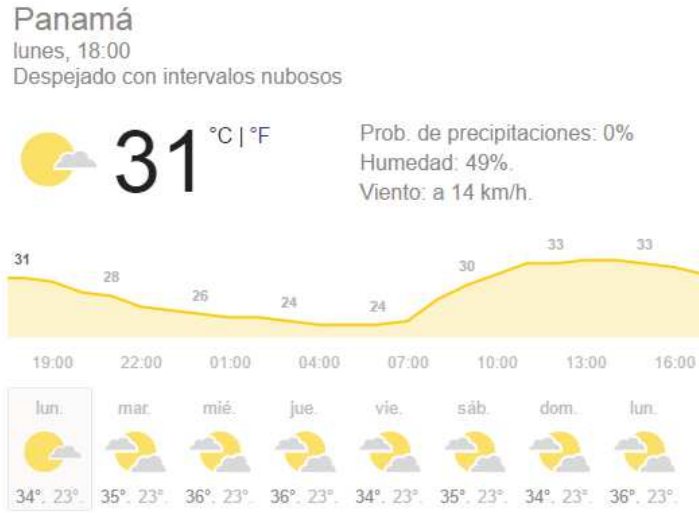 Panamá
lunes, 18:00
Despejado con intervalos nubosos
31 °C | °F
Prob. de precipitaciones: 0%
Humedad: 49%.
Viento: a 14 km/h.
31 28 26 24 24 30 33 33
19:00 22:00 01:00 04:00 07:00 10:00 13:00 16:00
lun. mar. mié. jue. vie. sáb. dom. lun.
34°. 23°. 35°. 23°. 36°. 23°. 36°. 23°. 34°. 23°. 35°. 23°. 34°. 23°. 36°. 23°.